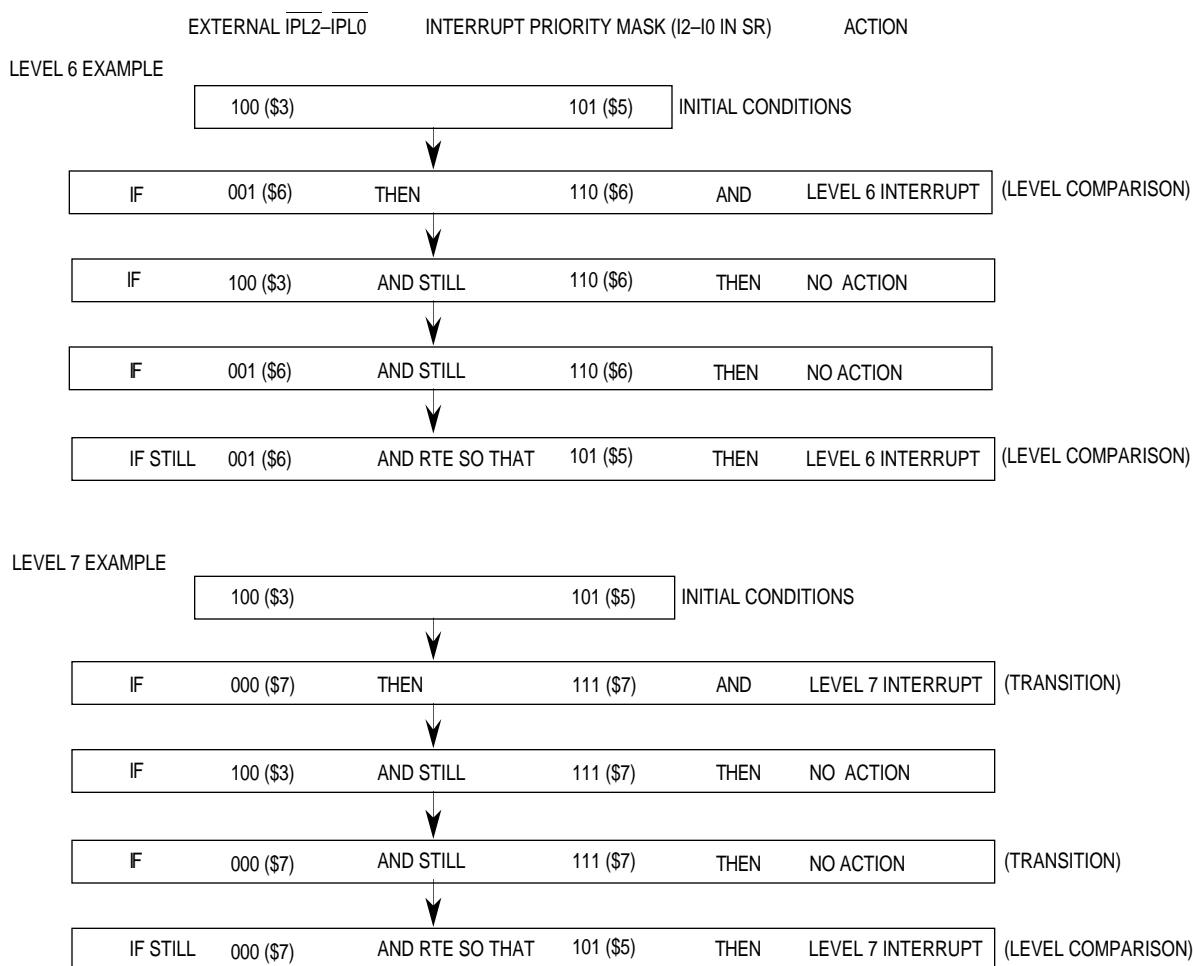 EXTERNAL IPL2–IPL0 INTERRUPT PRIORITY MASK (I2–I0 IN SR) ACTION
LEVEL 6 EXAMPLE
100 ($3) 101 ($5) INITIAL CONDITIONS
IF 001 ($6) THEN 110 ($6) AND LEVEL 6 INTERRUPT (LEVEL COMPARISON)
IF 100 ($3) AND STILL 110 ($6) THEN NO ACTION
IF 001 ($6) AND STILL 110 ($6) THEN NO ACTION
IF STILL 001 ($6) AND RTE SO THAT 101 ($5) THEN LEVEL 6 INTERRUPT (LEVEL COMPARISON)
LEVEL 7 EXAMPLE
100 ($3) 101 ($5) INITIAL CONDITIONS
IF 000 ($7) THEN 111 ($7) AND LEVEL 7 INTERRUPT (TRANSITION)
IF 100 ($3) AND STILL 111 ($7) THEN NO ACTION
IF 000 ($7) AND STILL 111 ($7) THEN NO ACTION (TRANSITION)
IF STILL 000 ($7) AND RTE SO THAT 101 ($5) THEN LEVEL 7 INTERRUPT (LEVEL COMPARISON)